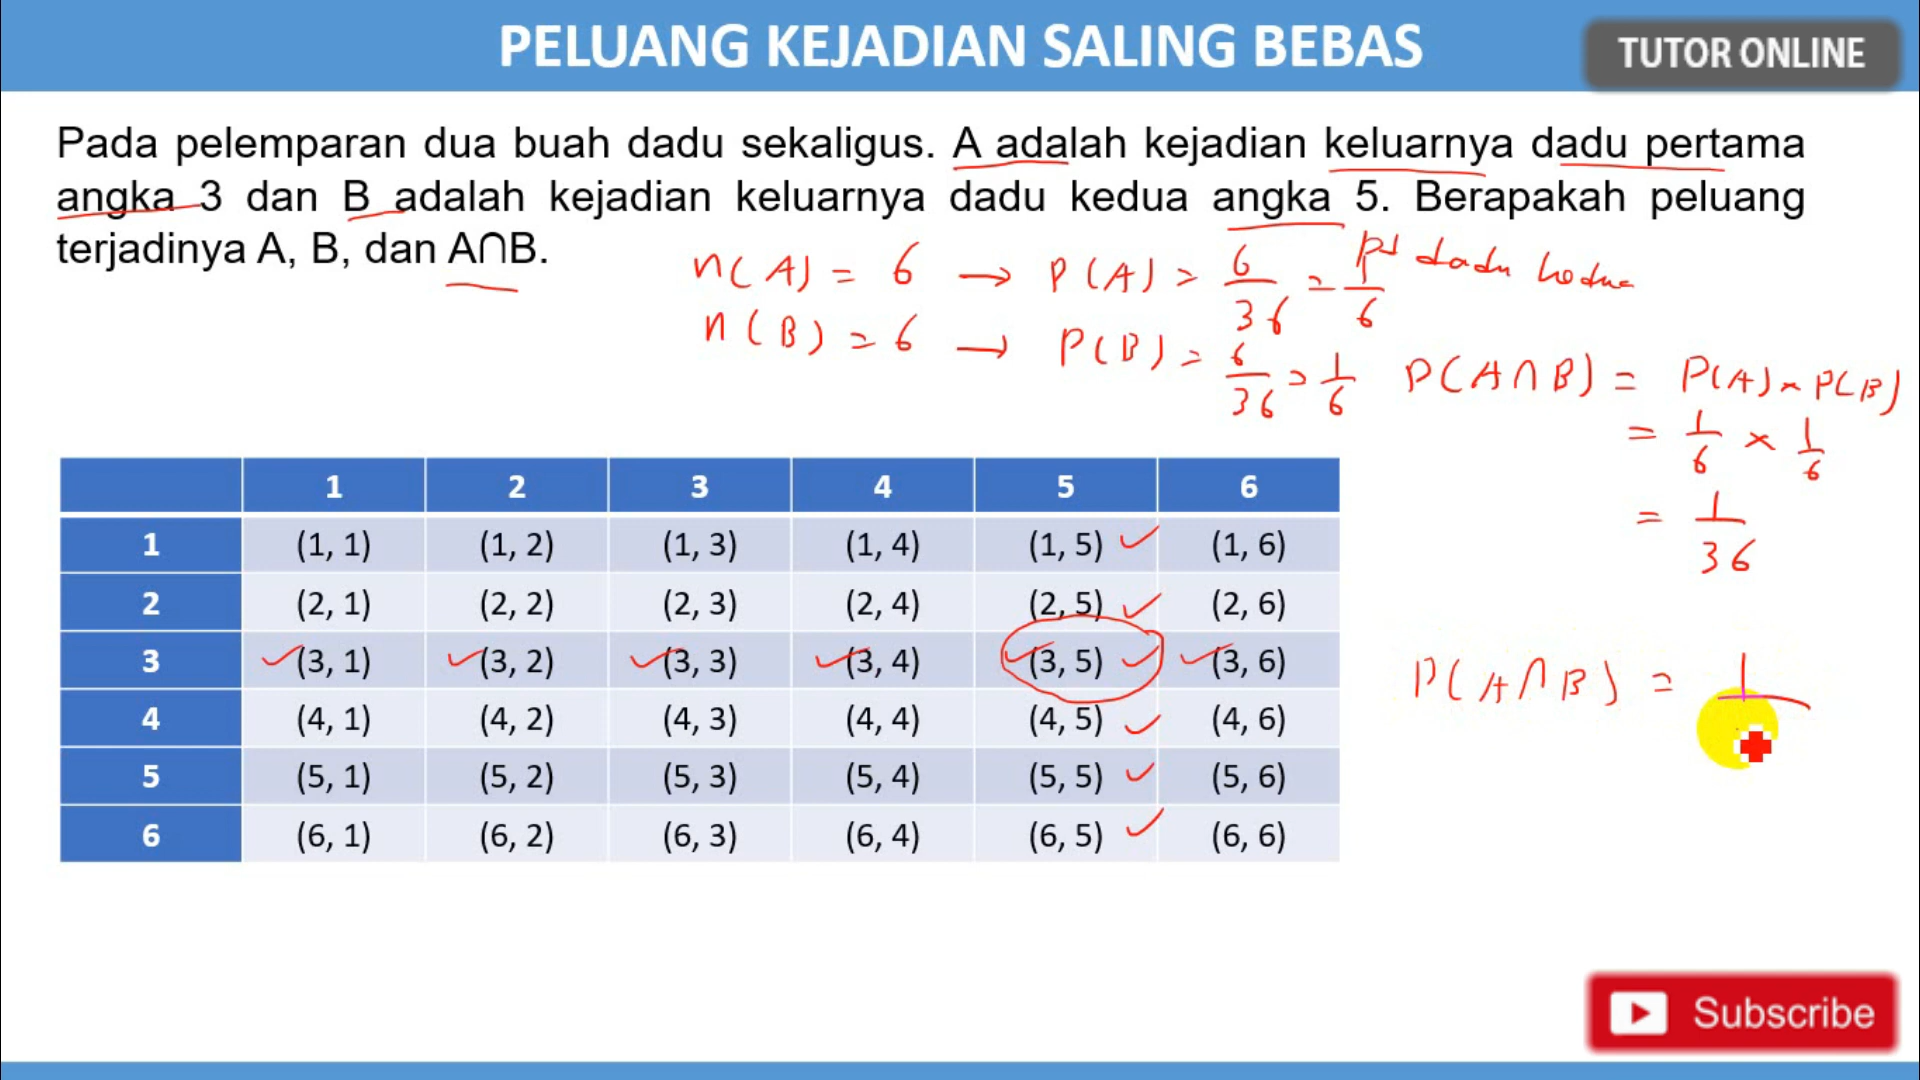 PELUANG KEJADIAN SALING BEBAS
TUTOR ONLINE
Pada pelemparan dua buah dadu sekaligus. A adalah kejadian keluarnya dadu pertama
angka 3 dan B adalah kejadian keluarnya dadu kedua angka 5. Berapakah peluang
terjadinya A, B, dan A∩B.
n(A) = 6 → P(A) = 6/36 = 1/6
dadu kedua
n(B) = 6 → P(B) = 6/36 = 1/6
P(A∩B) = P(A) × P(B)
= 1/6 × 1/6
= 1/36
1 2 3 4 5 6
1 (1, 1) (1, 2) (1, 3) (1, 4) (1, 5) ✓ (1, 6)
2 (2, 1) (2, 2) (2, 3) (2, 4) (2, 5) ✓ (2, 6)
3 ✓ (3, 1) ✓ (3, 2) ✓ (3, 3) ✓ (3, 4) ✓ (3, 5) ✓ ✓ (3, 6)
4 (4, 1) (4, 2) (4, 3) (4, 4) (4, 5) ✓ (4, 6)
5 (5, 1) (5, 2) (5, 3) (5, 4) (5, 5) ✓ (5, 6)
6 (6, 1) (6, 2) (6, 3) (6, 4) (6, 5) ✓ (6, 6)
P(A∩B) = 1/
Subscribe